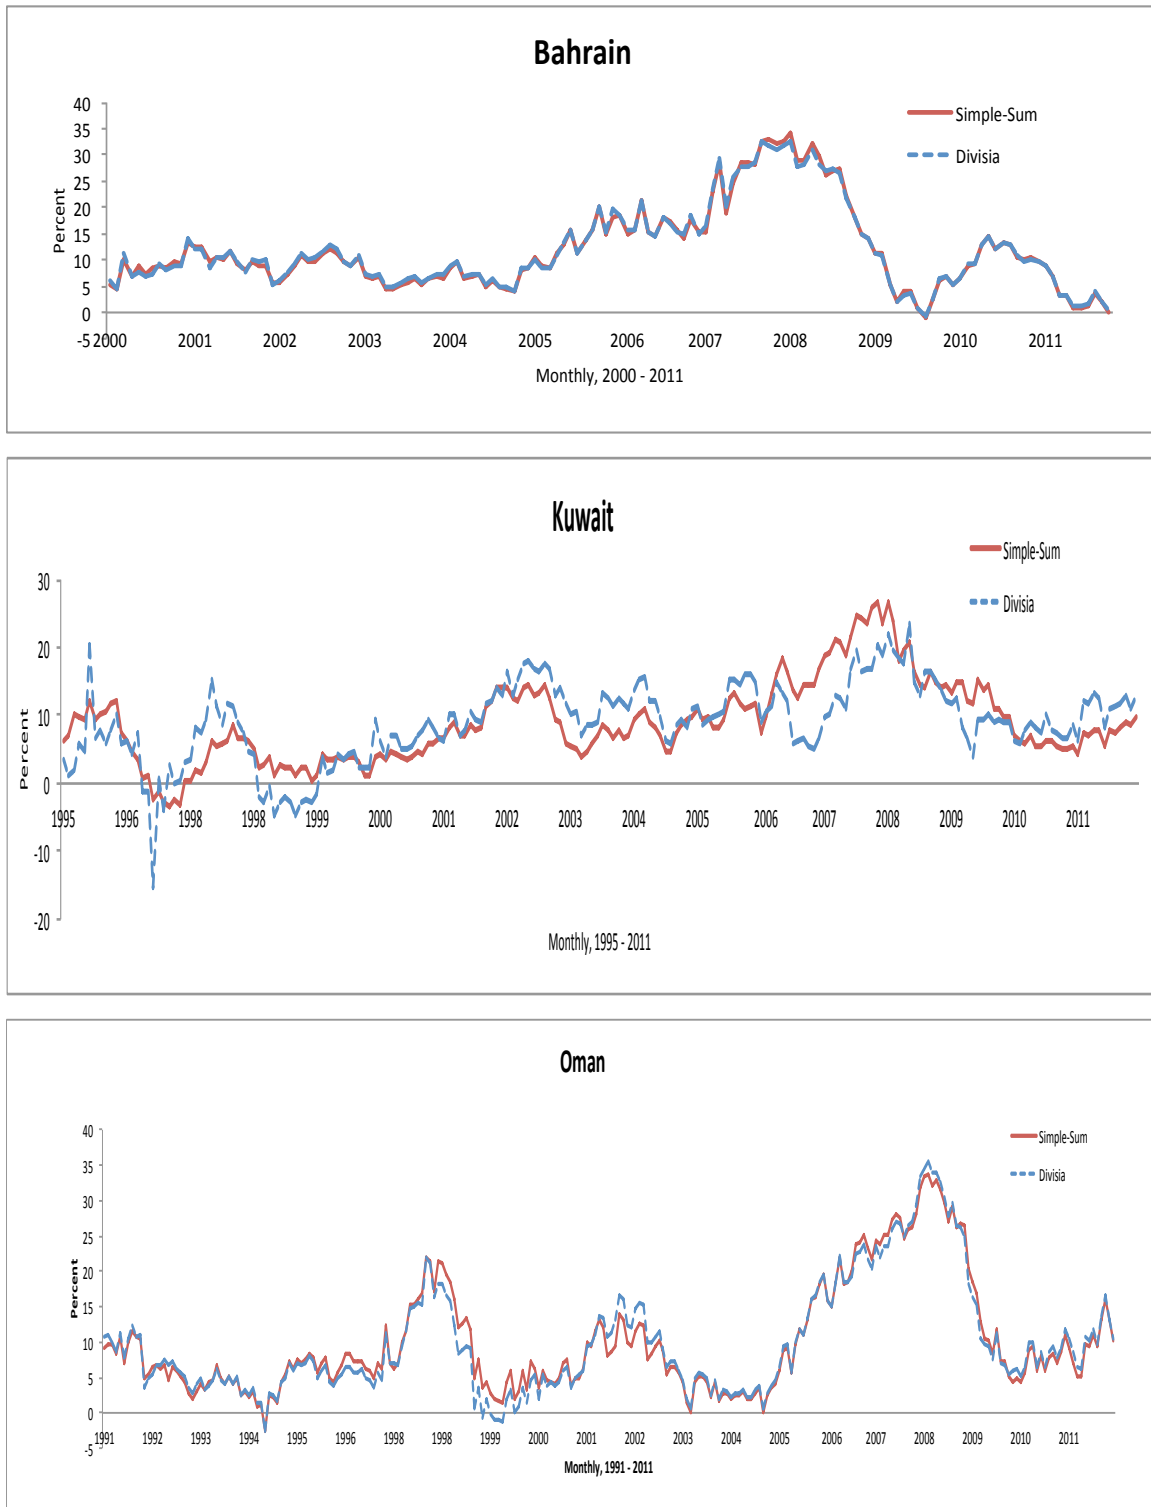 Bahrain
40
35
30
25
20
15
10
5
0
-5
Percent
Simple-Sum
Divisia
2000 2001 2002 2003 2004 2005 2006 2007 2008 2009 2010 2011
Monthly, 2000 - 2011
Kuwait
Simple-Sum
Divisia
30
20
10
0
-10
-20
Percent
1995 1996 1998 1998 1999 2000 2001 2002 2003 2004 2005 2006 2007 2008 2009 2010 2011
Monthly, 1995 - 2011
Oman
40
35
30
25
20
15
10
5
0
-5
Percent
Simple-Sum
Divisia
1991 1992 1993 1994 1995 1996 1998 1998 1999 2000 2001 2002 2003 2004 2005 2006 2007 2008 2009 2010 2011
Monthly, 1991 - 2011